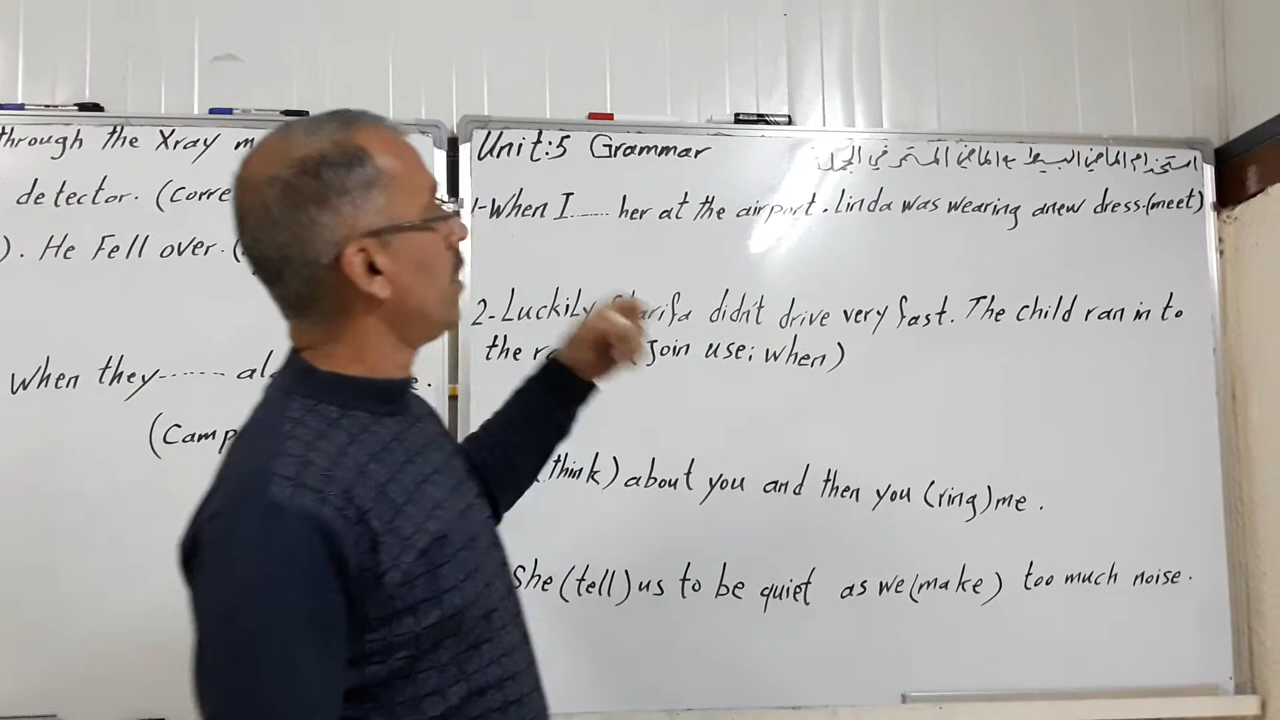 through the Xray m
detector. (Corre
). He Fell over. (
When they...... al
e.
(Camp
Unit:5 Grammar
استخدام الماضي البسيط و الماضي المستمر في الجمل
1-When I...... her at the airport. linda was wearing anew dress.(meet)
2-Luckily Sharifa didn't drive very fast. The child ran in to
the (Join use; when)
(think) about you and then you (ring) me.
She (tell) us to be quiet as we (make) too much noise.